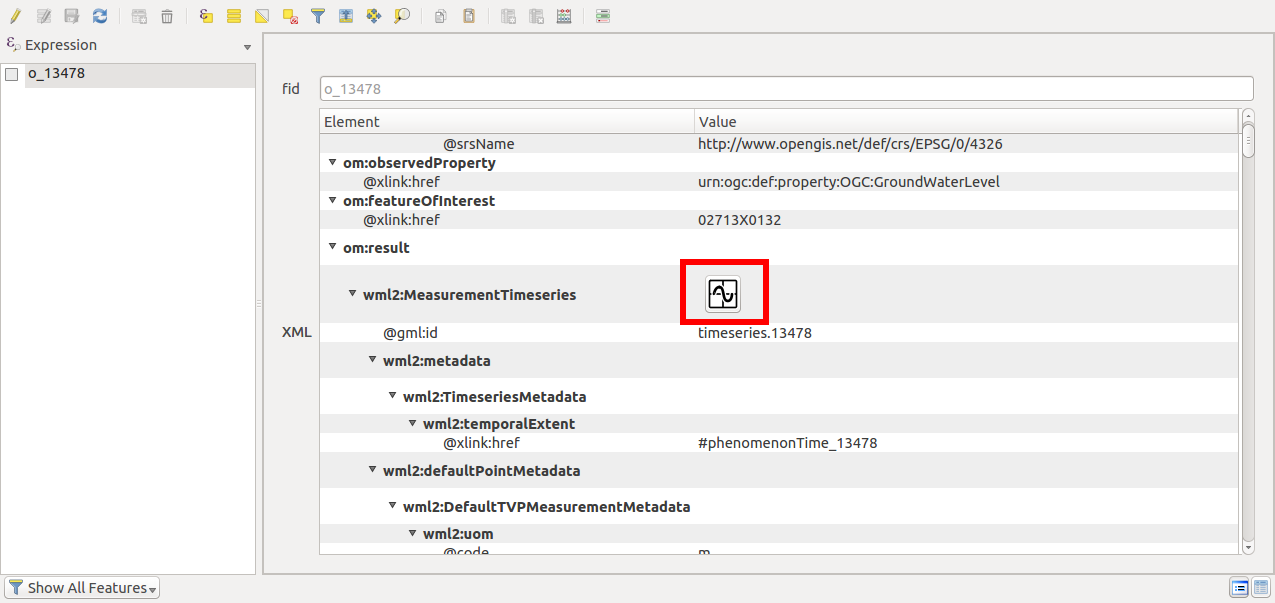 Expression
o_13478
fid o_13478
Element Value
@srsName http://www.opengis.net/def/crs/EPSG/0/4326
om:observedProperty
@xlink:href urn:ogc:def:property:OGC:GroundWaterLevel
om:featureOfInterest
@xlink:href 02713X0132
om:result
wml2:MeasurementTimeseries
XML
@gml:id timeseries.13478
wml2:metadata
wml2:TimeseriesMetadata
wml2:temporalExtent
@xlink:href #phenomenonTime_13478
wml2:defaultPointMetadata
wml2:DefaultTVPMeasurementMetadata
wml2:uom
@code m
Show All Features